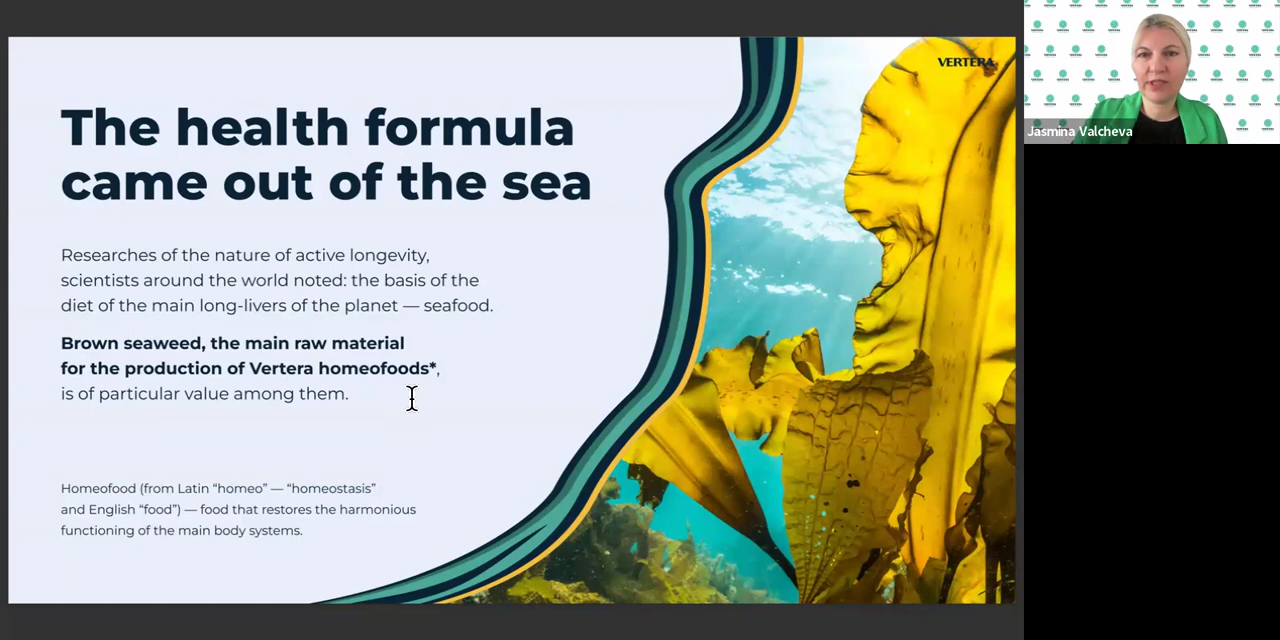 VERTERA
The health formula
came out of the sea
Researches of the nature of active longevity,
scientists around the world noted: the basis of the
diet of the main long-livers of the planet — seafood.
Brown seaweed, the main raw material
for the production of Vertera homeofoods*,
is of particular value among them.
Homeofood (from Latin “homeo” — “homeostasis”
and English “food”) — food that restores the harmonious
functioning of the main body systems.
Jasmina Valcheva